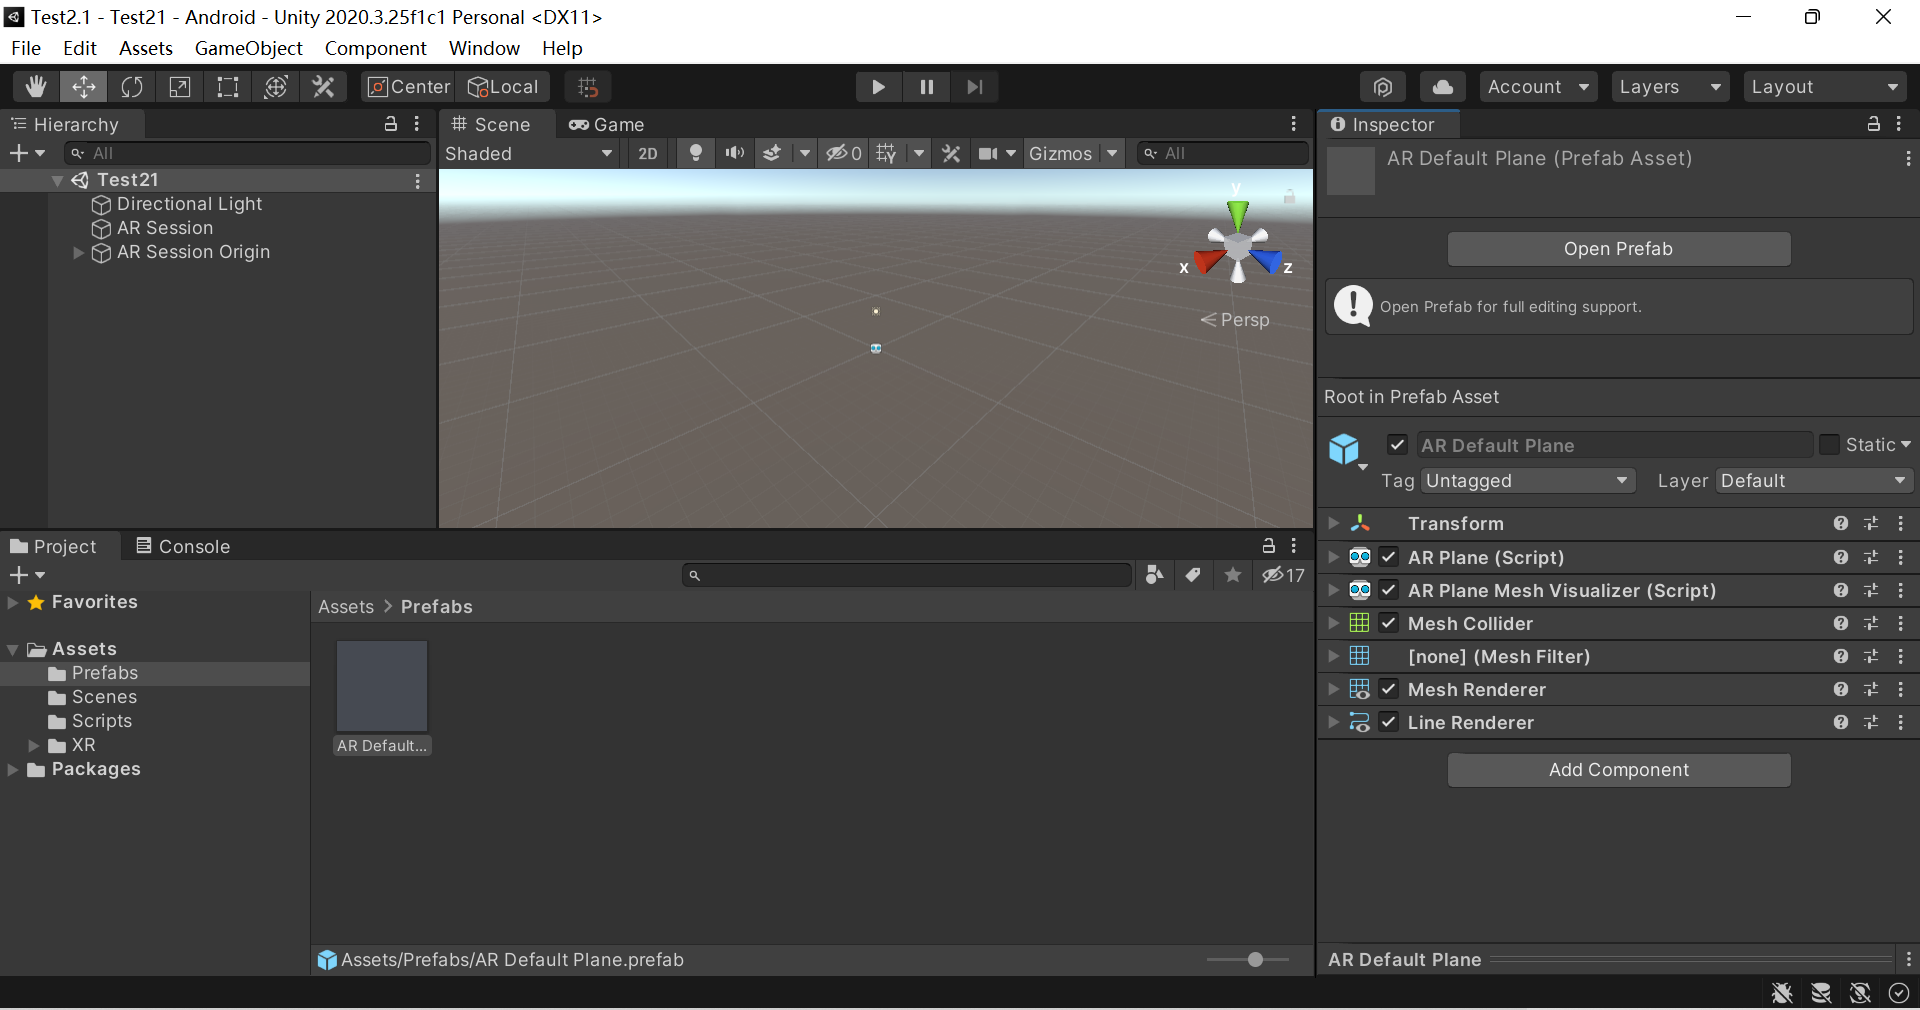 Test2.1 - Test21 - Android - Unity 2020.3.25f1c1 Personal <DX11>
File Edit Assets GameObject Component Window Help
Center Local Account Layers Layout
Hierarchy
All
Test21
Directional Light
AR Session
AR Session Origin
Scene Game
Shaded 2D 0 Gizmos All
y
x z
Persp
Inspector
AR Default Plane (Prefab Asset)
Open Prefab
Open Prefab for full editing support.
Root in Prefab Asset
AR Default Plane Static
Tag Untagged Layer Default
Transform
AR Plane (Script)
AR Plane Mesh Visualizer (Script)
Mesh Collider
[none] (Mesh Filter)
Mesh Renderer
Line Renderer
Add Component
AR Default Plane
Project Console
17
Favorites
Assets
Prefabs
Scenes
Scripts
XR
Packages
Assets > Prefabs
AR Default...
Assets/Prefabs/AR Default Plane.prefab